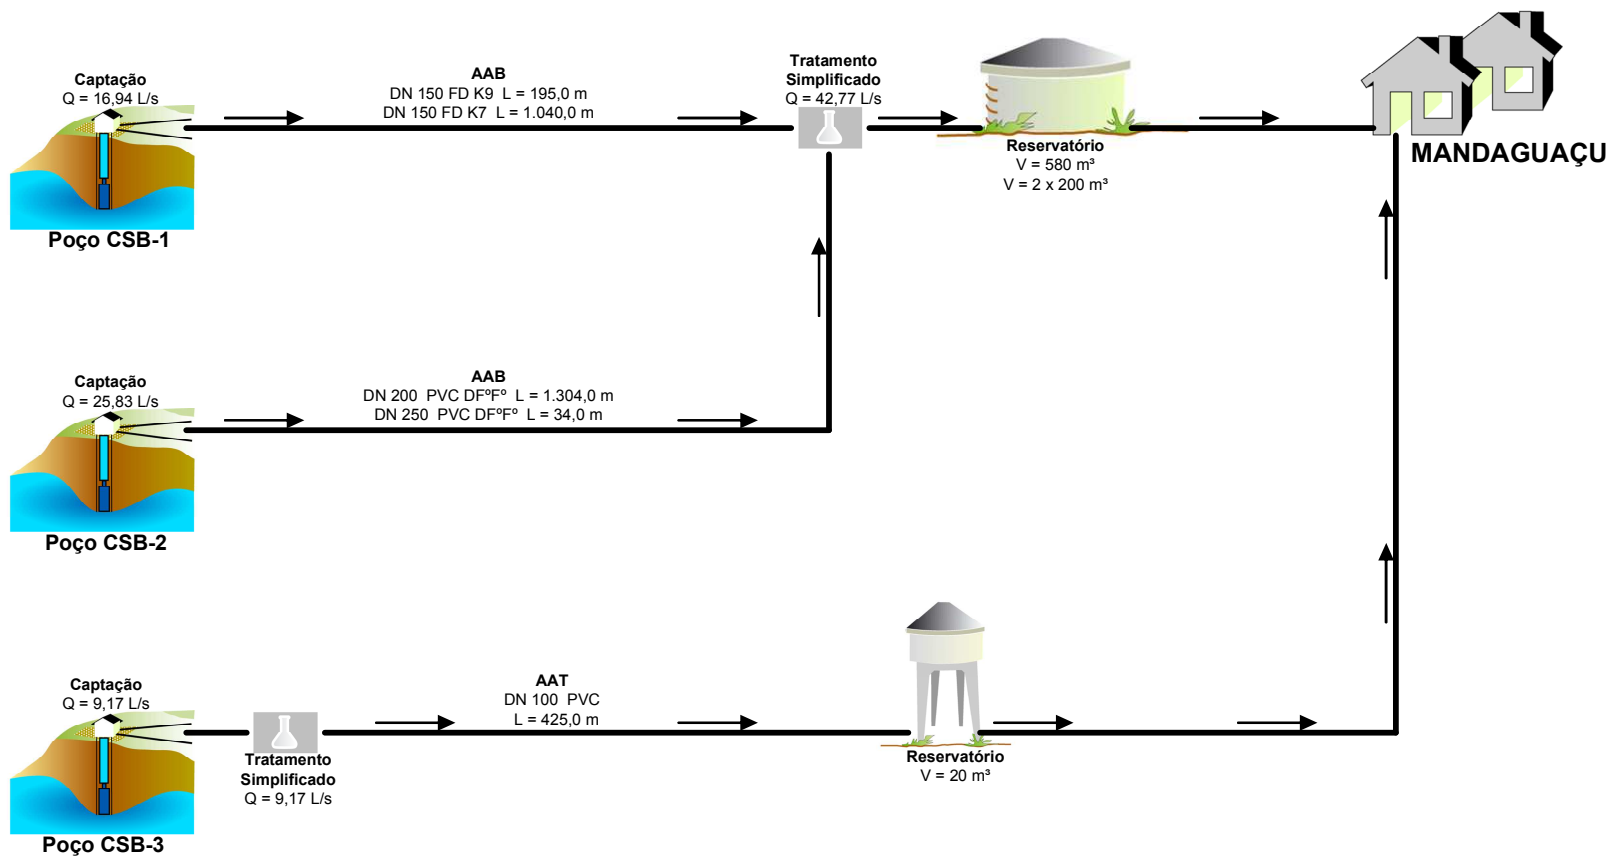 Captação
Q = 16,94 L/s
Poço CSB-1
AAB
DN 150 FD K9 L = 195,0 m
DN 150 FD K7 L = 1.040,0 m
Tratamento
Simplificado
Q = 42,77 L/s
Reservatório
V = 580 m³
V = 2 x 200 m³
MANDAGUAÇU
Captação
Q = 25,83 L/s
Poço CSB-2
AAB
DN 200 PVC DFºFº L = 1.304,0 m
DN 250 PVC DFºFº L = 34,0 m
Captação
Q = 9,17 L/s
Poço CSB-3
Tratamento
Simplificado
Q = 9,17 L/s
AAT
DN 100 PVC
L = 425,0 m
Reservatório
V = 20 m³